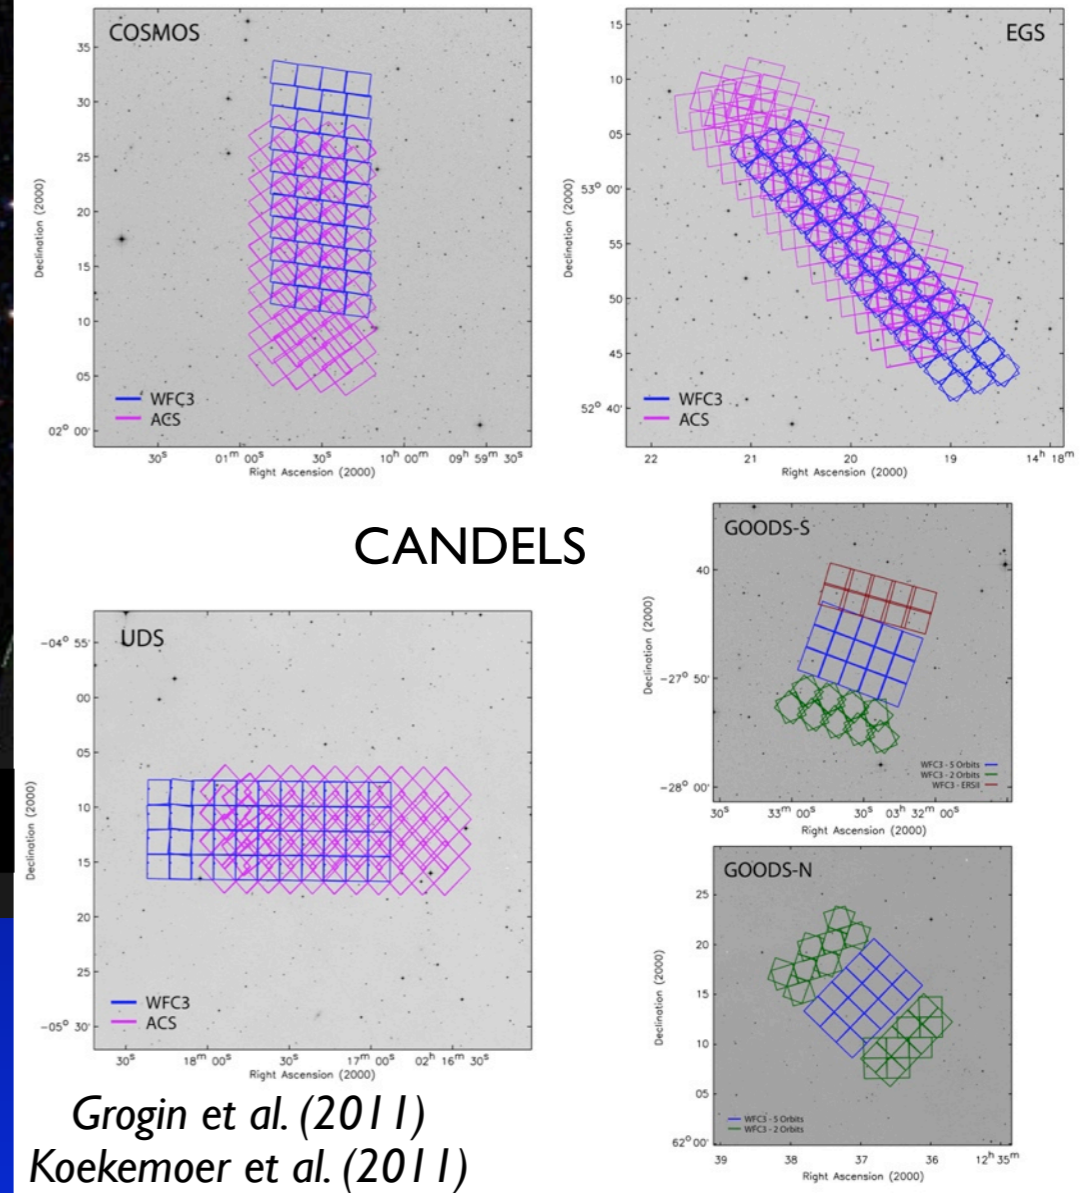 COSMOS
35
30
25
20
15
10
05
02° 00'
Declination (2000)
WFC3
ACS
30s 01m 00s 30s 10h 00m 09h 59m 30s
Right Ascension (2000)
EGS
15
10
05
53° 00'
55
50
45
52° 40'
Declination (2000)
WFC3
ACS
22 21 20 19 14h 18m
Right Ascension (2000)
CANDELS
UDS
-04° 55'
00
05
10
15
20
25
-05° 30'
Declination (2000)
WFC3
ACS
30s 18m 00s 30s 17m 00s 02h 16m 30s
Right Ascension (2000)
GOODS-S
40
-27° 50'
-28° 00'
Declination (2000)
WFC3 - 5 Orbits
WFC3 - 2 Orbits
WFC3 - ERSII
30s 33m 00s 30s 03h 32m 00s
Right Ascension (2000)
GOODS-N
25
20
15
10
05
62° 00'
Declination (2000)
WFC3 - 5 Orbits
WFC3 - 2 Orbits
39 38 37 36 12h 35m
Right Ascension (2000)
Grogin et al. (2011)
Koekemoer et al. (2011)